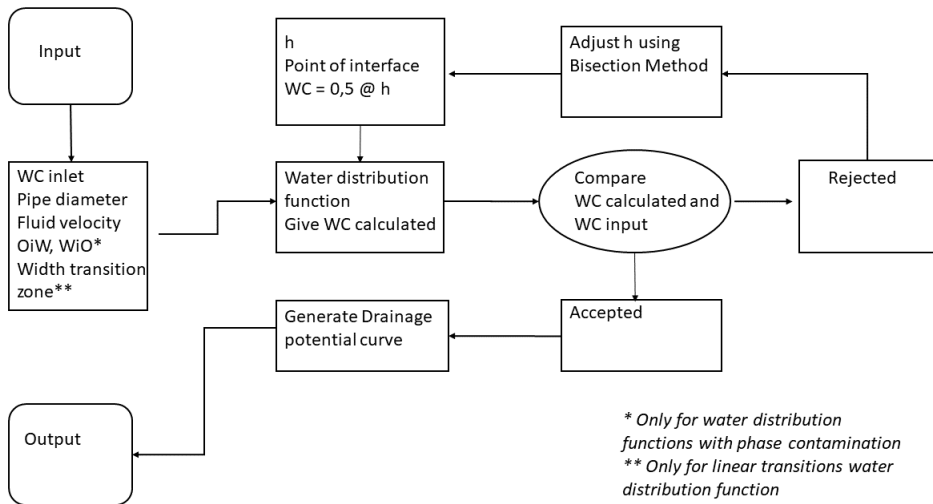 Input
WC inlet
Pipe diameter
Fluid velocity
OiW, WiO*
Width transition
zone**
h
Point of interface
WC = 0,5 @ h
Water distribution
function
Give WC calculated
Adjust h using
Bisection Method
Compare
WC calculated and
WC input
Rejected
Accepted
Generate Drainage
potential curve
Output
* Only for water distribution
functions with phase contamination
** Only for linear transitions water
distribution function